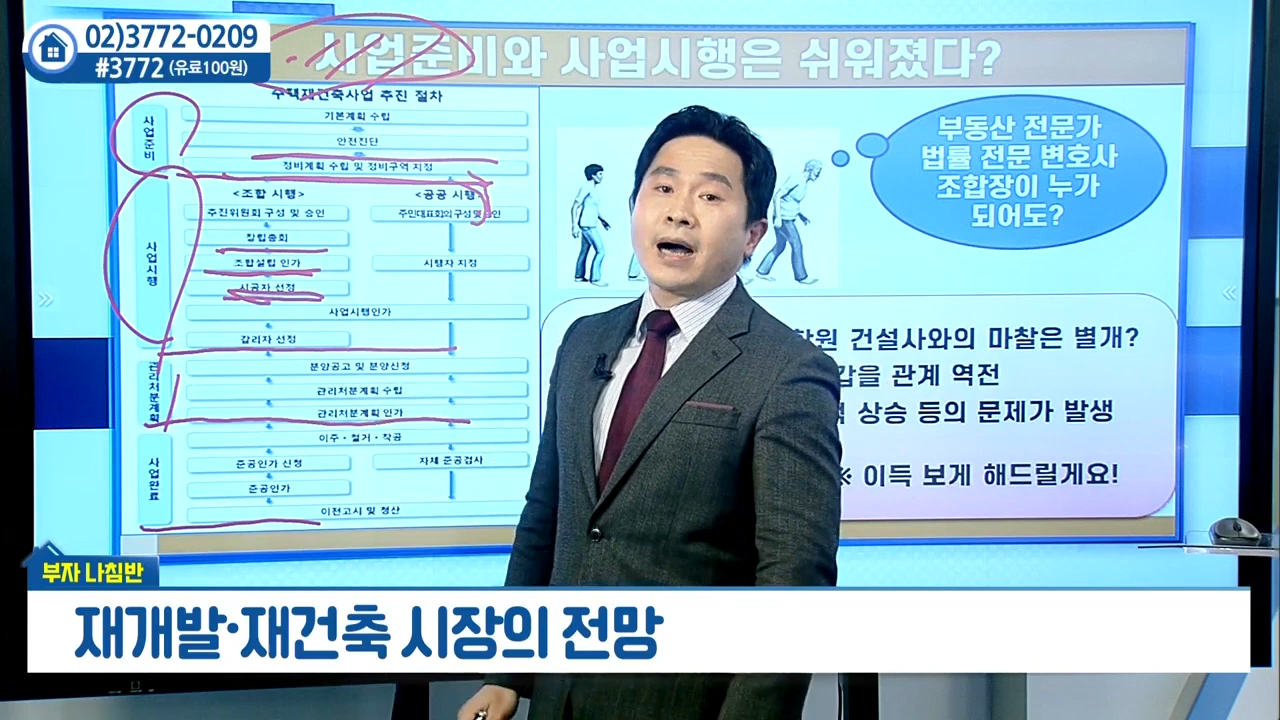 02)3772-0209
#3772 (유료100원)
사업준비와 사업시행은 쉬워졌다?
주택재건축사업 추진 절차
사업준비
기본계획 수립
안전진단
정비계획 수립 및 정비구역 지정
사업시행
<조합 시행>
<공공 시행>
추진위원회 구성 및 승인
주민대표회의 구성 및 승인
창립총회
조합설립 인가
시행자 지정
시공자 선정
사업시행인가
감리자 선정
관리처분계획
분양공고 및 분양신청
관리처분계획 수립
관리처분계획 인가
사업완료
이주·철거·착공
준공인가 신청
자체 준공검사
준공인가
이전고시 및 청산
부동산 전문가
법률 전문 변호사
조합장이 누가
되어도?
건설사와의 마찰은 별개?
갑을 관계 역전
상승 등의 문제가 발생
※ 이득 보게 해드릴게요!
부자 나침반
재개발·재건축 시장의 전망